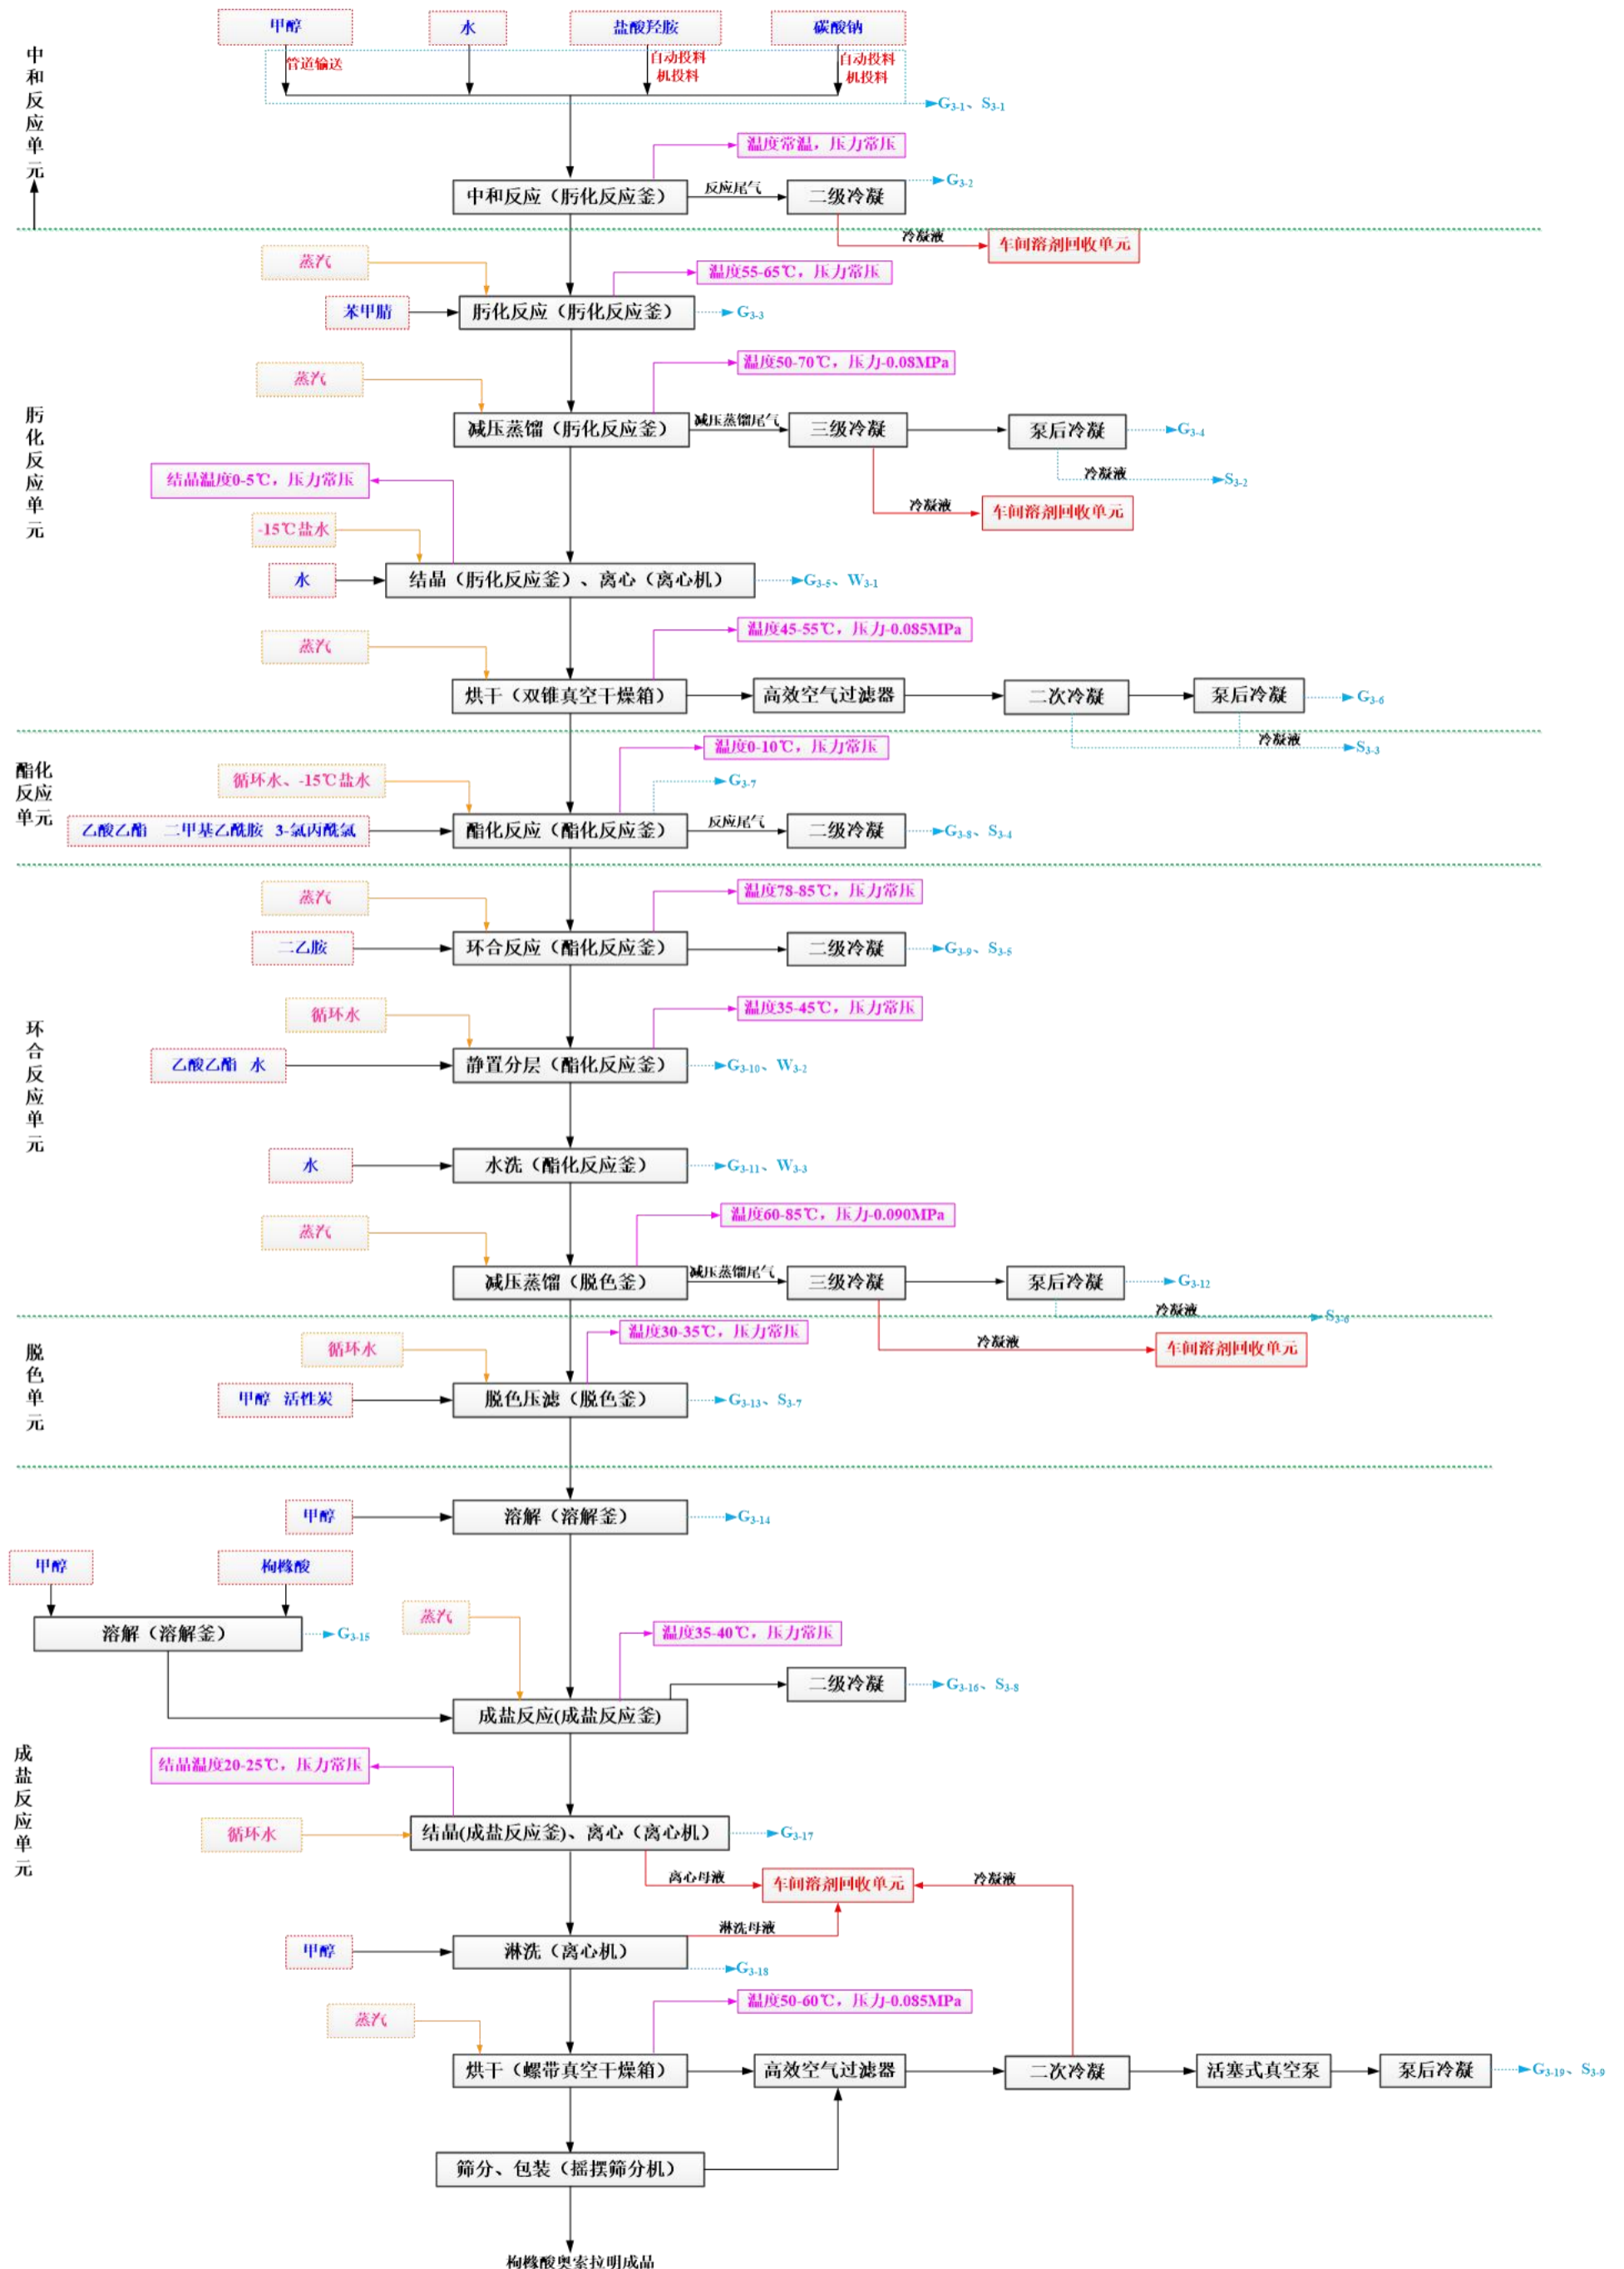 甲醇
水
盐酸羟胺
碳酸钠
管道输送
自动投料
机投料
自动投料
机投料
G3-1、S3-1
中和反应单元
温度常温，压力常压
中和反应（肟化反应釜）
反应尾气
二级冷凝
G3-2
冷凝液
车间溶剂回收单元
蒸汽
温度55-65℃，压力常压
苯甲腈
肟化反应（肟化反应釜）
G3-3
蒸汽
温度50-70℃，压力-0.08MPa
肟化反应单元
减压蒸馏（肟化反应釜）
减压蒸馏尾气
三级冷凝
泵后冷凝
G3-4
冷凝液
S3-2
结晶温度0-5℃，压力常压
冷凝液
车间溶剂回收单元
-15℃盐水
水
结晶（肟化反应釜）、离心（离心机）
G3-5、W3-1
蒸汽
温度45-55℃，压力-0.085MPa
烘干（双锥真空干燥箱）
高效空气过滤器
二次冷凝
泵后冷凝
G3-6
冷凝液
S3-3
酯化
反应
单元
温度0-10℃，压力常压
循环水、-15℃盐水
G3-7
乙酸乙酯 二甲基乙酰胺 3-氯丙酰氯
酯化反应（酯化反应釜）
反应尾气
二级冷凝
G3-8、S3-4
蒸汽
温度78-85℃，压力常压
二乙胺
环合反应（酯化反应釜）
二级冷凝
G3-9、S3-5
环合反应单元
循环水
温度35-45℃，压力常压
乙酸乙酯 水
静置分层（酯化反应釜）
G3-10、W3-2
水
水洗（酯化反应釜）
G3-11、W3-3
蒸汽
温度60-85℃，压力-0.090MPa
减压蒸馏（脱色釜）
减压蒸馏尾气
三级冷凝
泵后冷凝
G3-12
冷凝液
S3-6
脱色单元
循环水
温度30-35℃，压力常压
冷凝液
车间溶剂回收单元
甲醇 活性炭
脱色压滤（脱色釜）
G3-13、S3-7
甲醇
溶解（溶解釜）
G3-14
甲醇
枸橼酸
溶解（溶解釜）
G3-15
蒸汽
温度35-40℃，压力常压
二级冷凝
G3-16、S3-8
成盐反应(成盐反应釜)
成盐反应单元
结晶温度20-25℃，压力常压
循环水
结晶(成盐反应釜)、离心（离心机）
G3-17
离心母液
车间溶剂回收单元
冷凝液
淋洗母液
甲醇
淋洗（离心机）
G3-18
蒸汽
温度50-60℃，压力-0.085MPa
烘干（螺带真空干燥箱）
高效空气过滤器
二次冷凝
活塞式真空泵
泵后冷凝
G3-19、S3-9
筛分、包装（摇摆筛分机）
枸橼酸奥索拉明成品